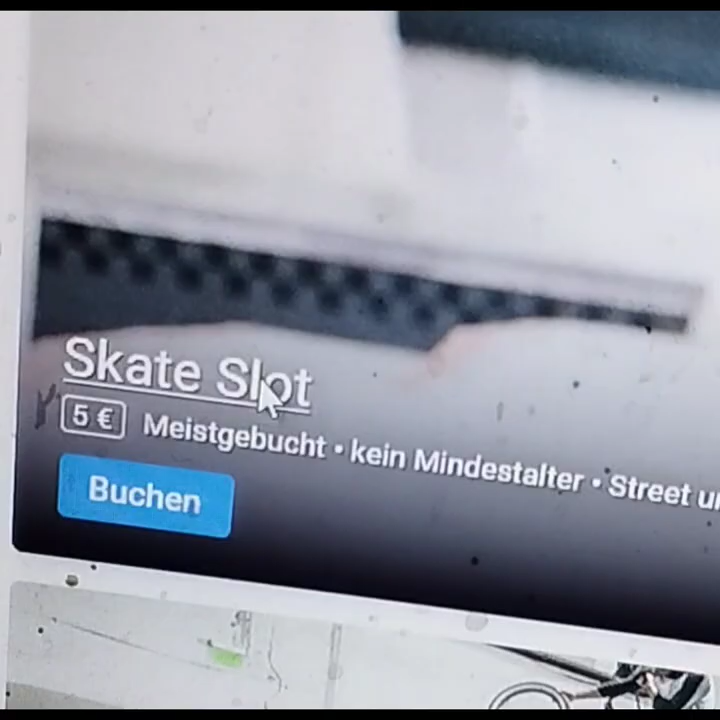 Skate Slot
5 € Meistgebucht • kein Mindestalter • Street
Buchen